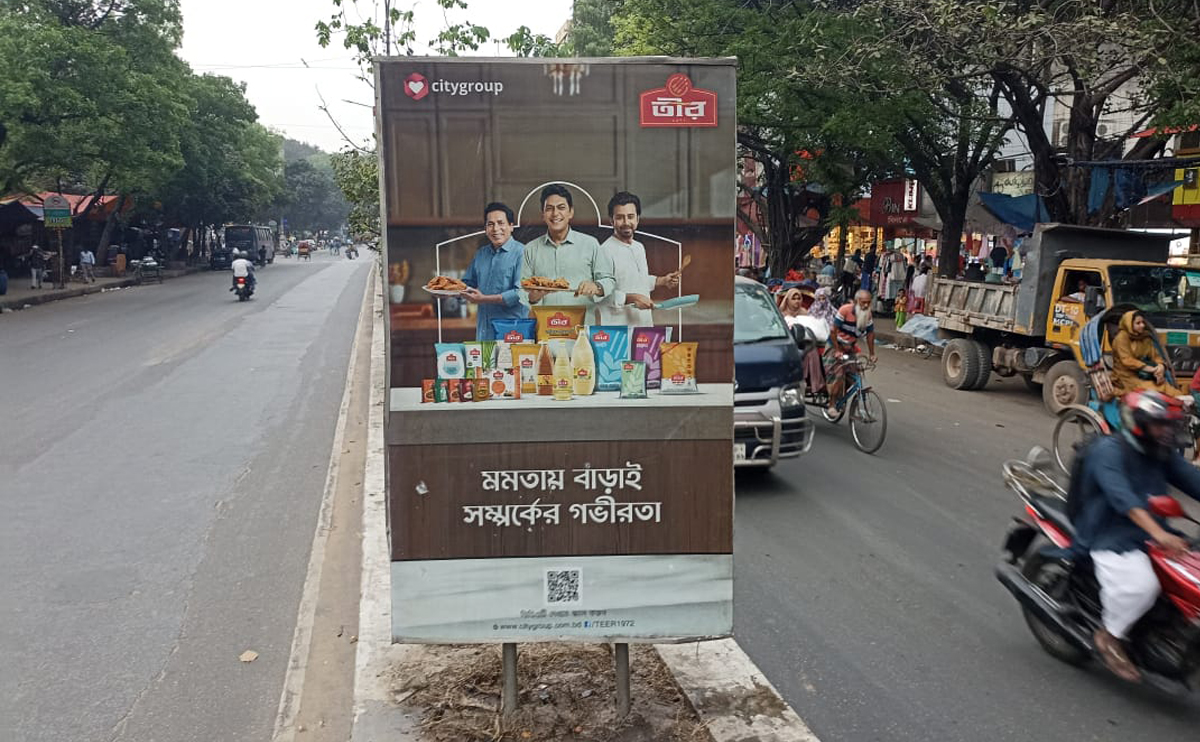 citygroup
তীর
মমতায় বাঁড়াই
সম্পর্কের গভীরতা
www.citygroup.com.bd f/TEER1972